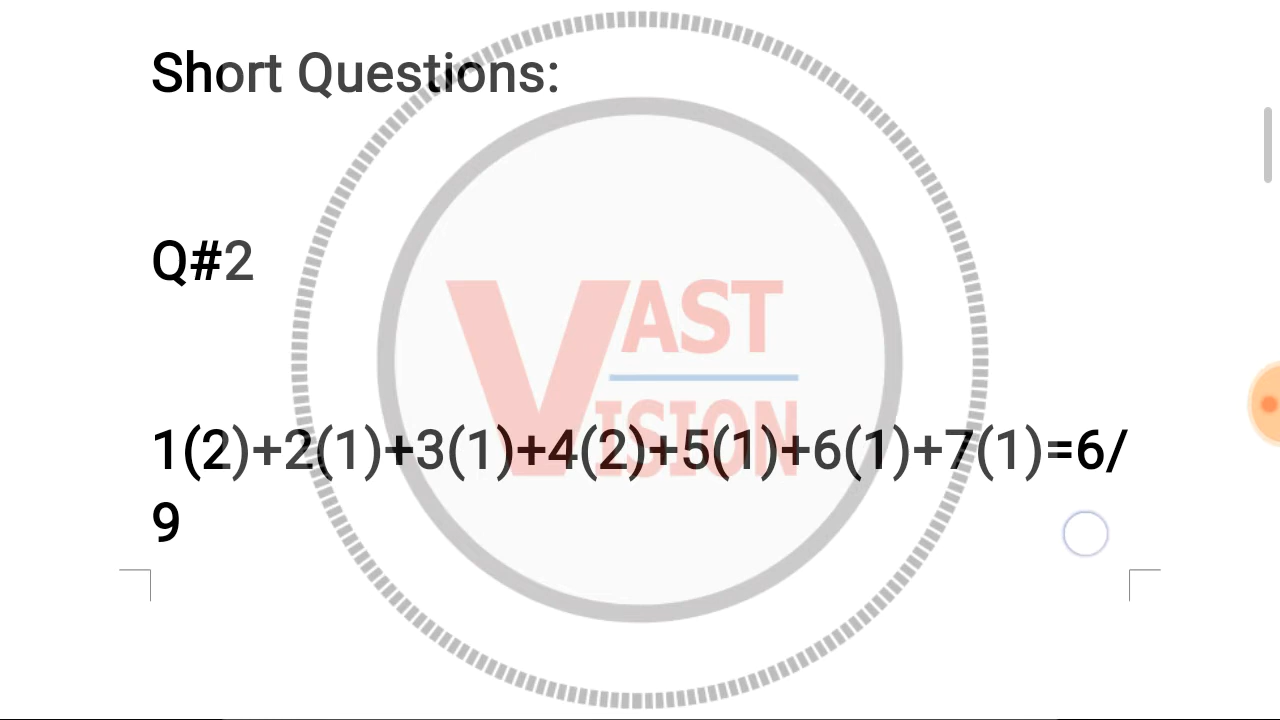 Short Questions:
Q#2
VAST
VISION
1(2)+2(1)+3(1)+4(2)+5(1)+6(1)+7(1)=6/
9